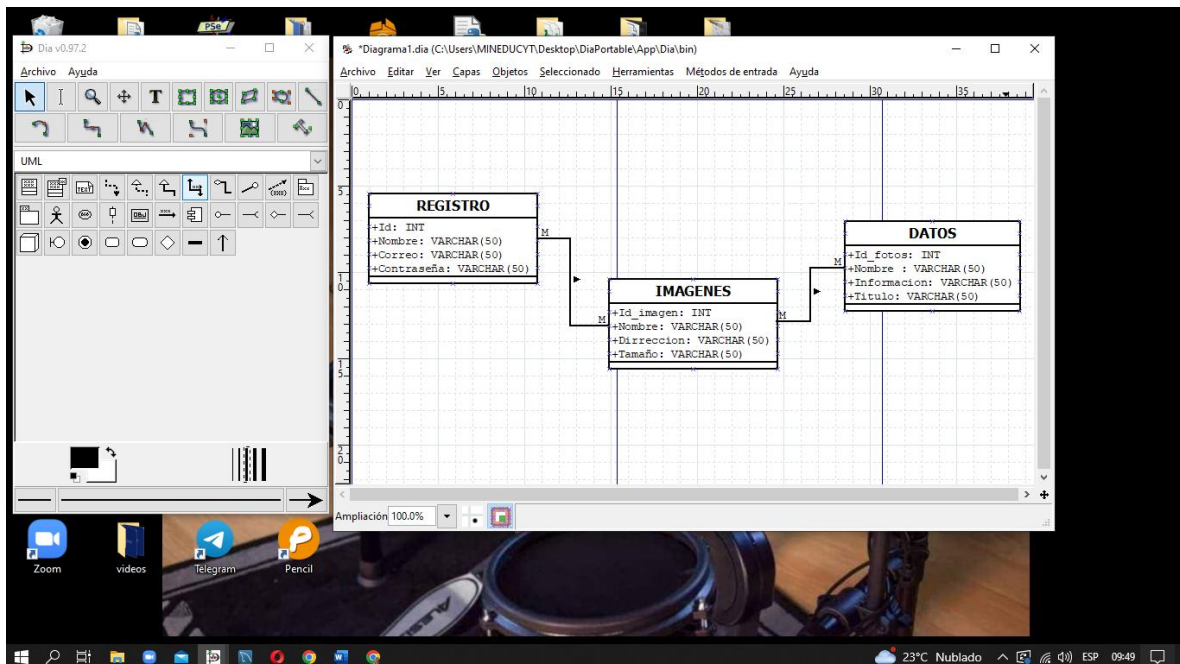 Dia v0.97.2
Archivo Ayuda
UML
*Diagrama1.dia (C:\Users\MINEDUCYT\Desktop\DiaPortable\App\Dia\bin)
Archivo Editar Ver Capas Objetos Seleccionado Herramientas Métodos de entrada Ayuda
0 5 10 15 20 25 30 35
REGISTRO
+Id: INT
+Nombre: VARCHAR(50)
+Correo: VARCHAR(50)
+Contraseña: VARCHAR(50)
M
M
IMAGENES
+Id_imagen: INT
+Nombre: VARCHAR(50)
+Dirreccion: VARCHAR(50)
+Tamaño: VARCHAR(50)
M
M
DATOS
+Id_fotos: INT
+Nombre : VARCHAR(50)
+Informacion: VARCHAR(50)
+Titulo: VARCHAR(50)
Ampliación 100.0%
Zoom videos Telegram Pencil
ALESIS
23°C Nublado ESP 09:49